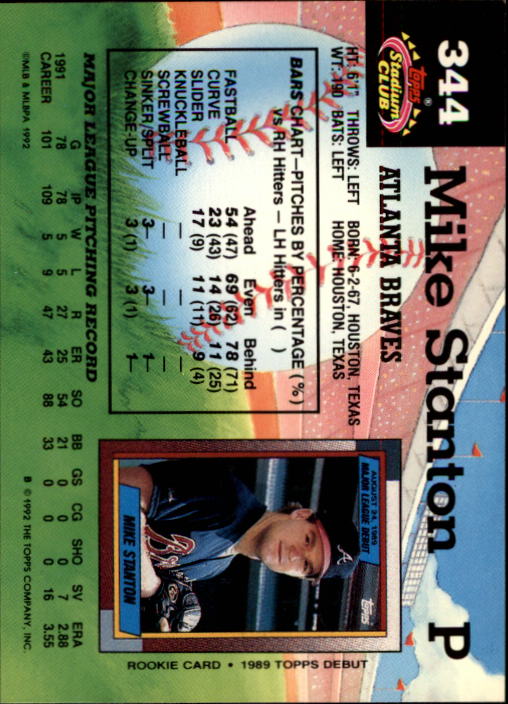 344
Topps
Stadium
CLUB
®
Mike Stanton P
ATLANTA BRAVES
HT: 6'1" THROWS: LEFT BORN: 6-2-67, HOUSTON, TEXAS
WT: 190 BATS: LEFT HOME: HOUSTON, TEXAS
BARS CHART—PITCHES BY PERCENTAGE (%)
vs RH Hitters — LH Hitters in ( )
Ahead Even Behind
FASTBALL 54 (47) 69 (62) 78 (71)
CURVE 23 (43) 14 (26) 11 (25)
SLIDER 17 (9) 11 (11) 9 (4)
KNUCKLEBALL — — —
SCREWBALL — — —
SINKER/SPLIT 3— 3— 1—
CHANGE-UP 3 (1) 3 (1) 1—
AUGUST 24, 1989
MAJOR LEAGUE DEBUT
Topps
A
MIKE STANTON
ROOKIE CARD • 1989 TOPPS DEBUT
MAJOR LEAGUE PITCHING RECORD
G IP W L R ER SO BB GS CG SHO SV ERA
1991 78 78 5 5 27 25 54 21 0 0 0 7 2.88
CAREER 101 109 5 9 47 43 88 33 0 0 0 16 3.55
©MLB & MLBPA 1992
B © 1992 THE TOPPS COMPANY, INC.